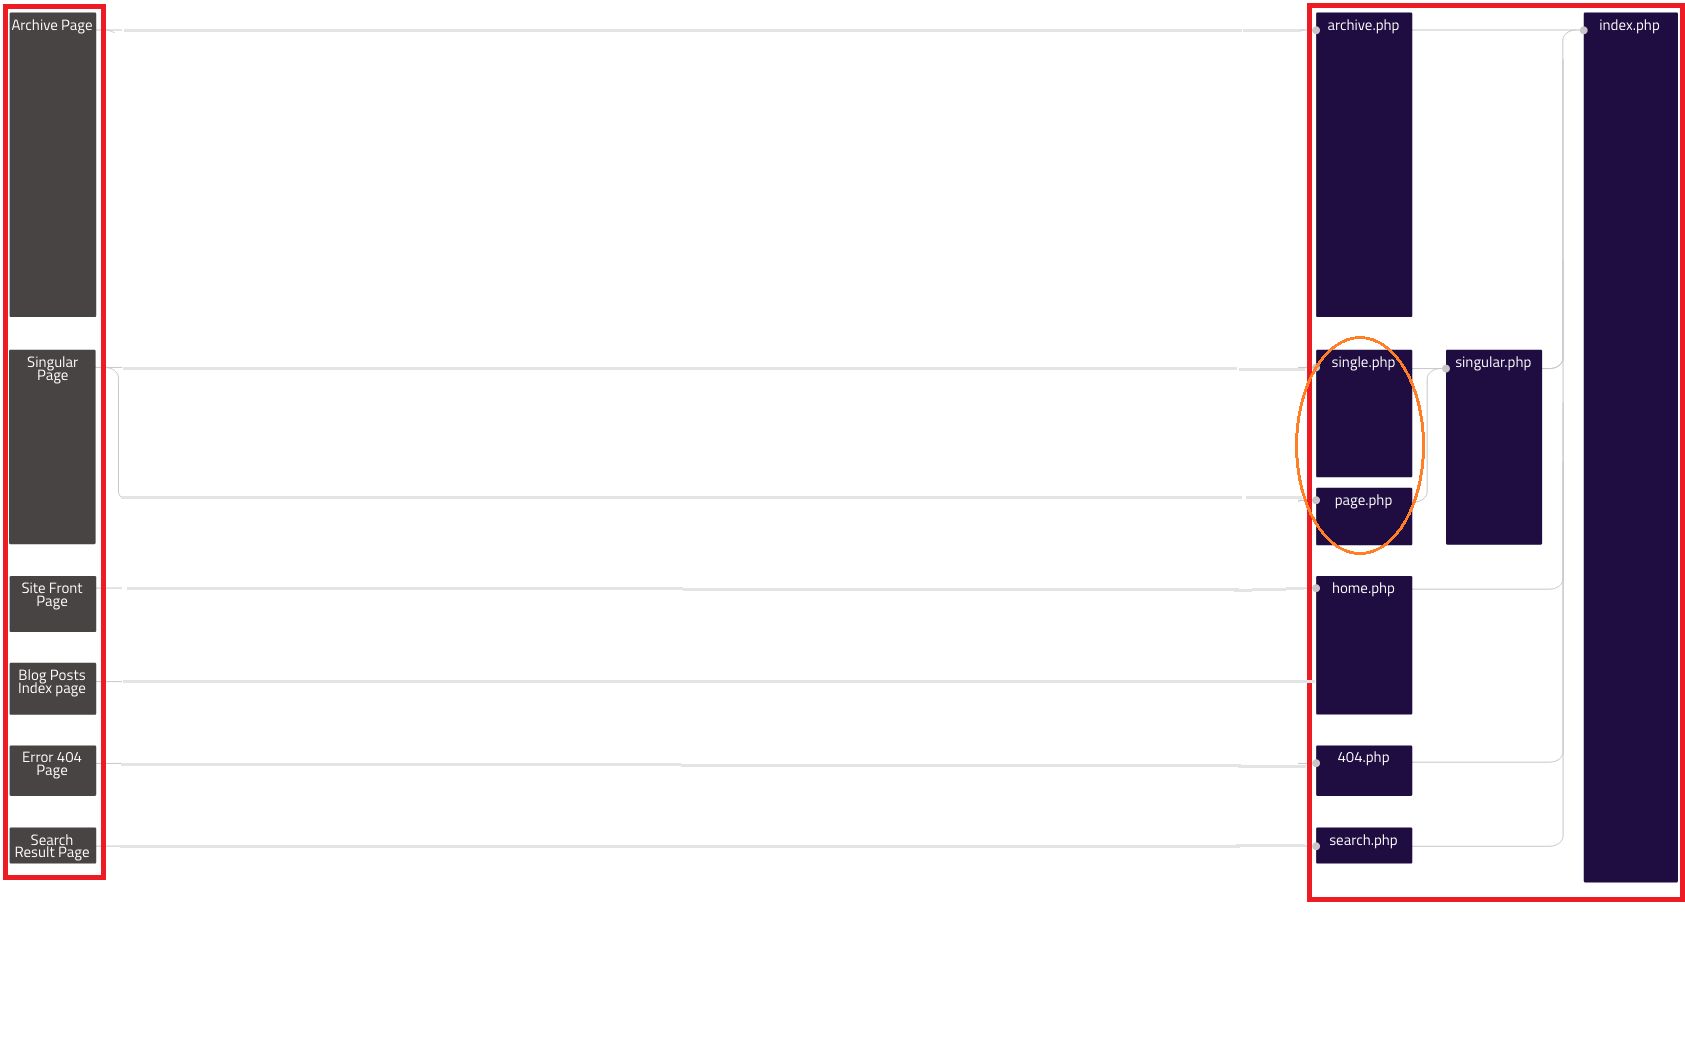 Archive Page
archive.php
index.php
Singular
Page
single.php
singular.php
page.php
Site Front
Page
home.php
Blog Posts
Index page
Error 404
Page
404.php
Search
Result Page
search.php